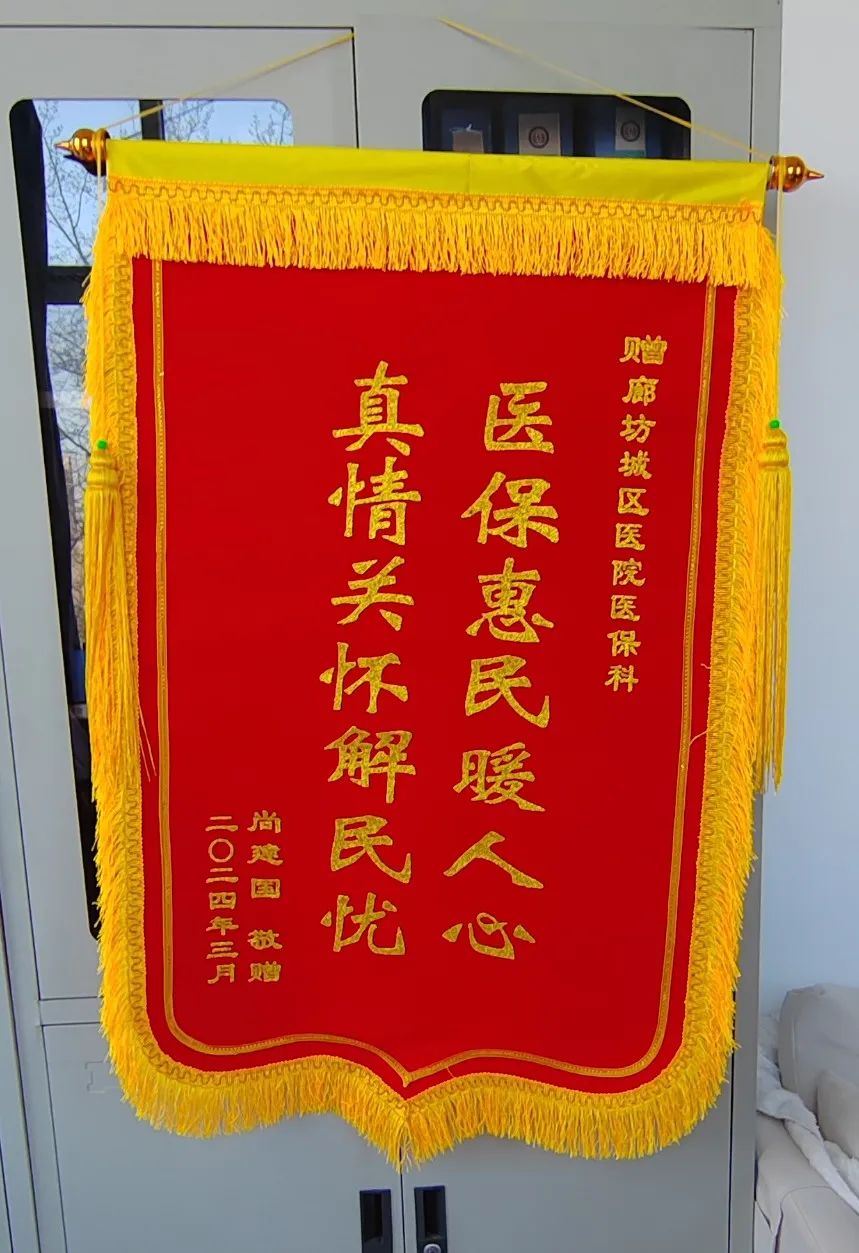 赠廊坊城区医院医保科
医保惠民暖人心
真情关怀解民忧
尚建国 敬赠
二〇二四年三月